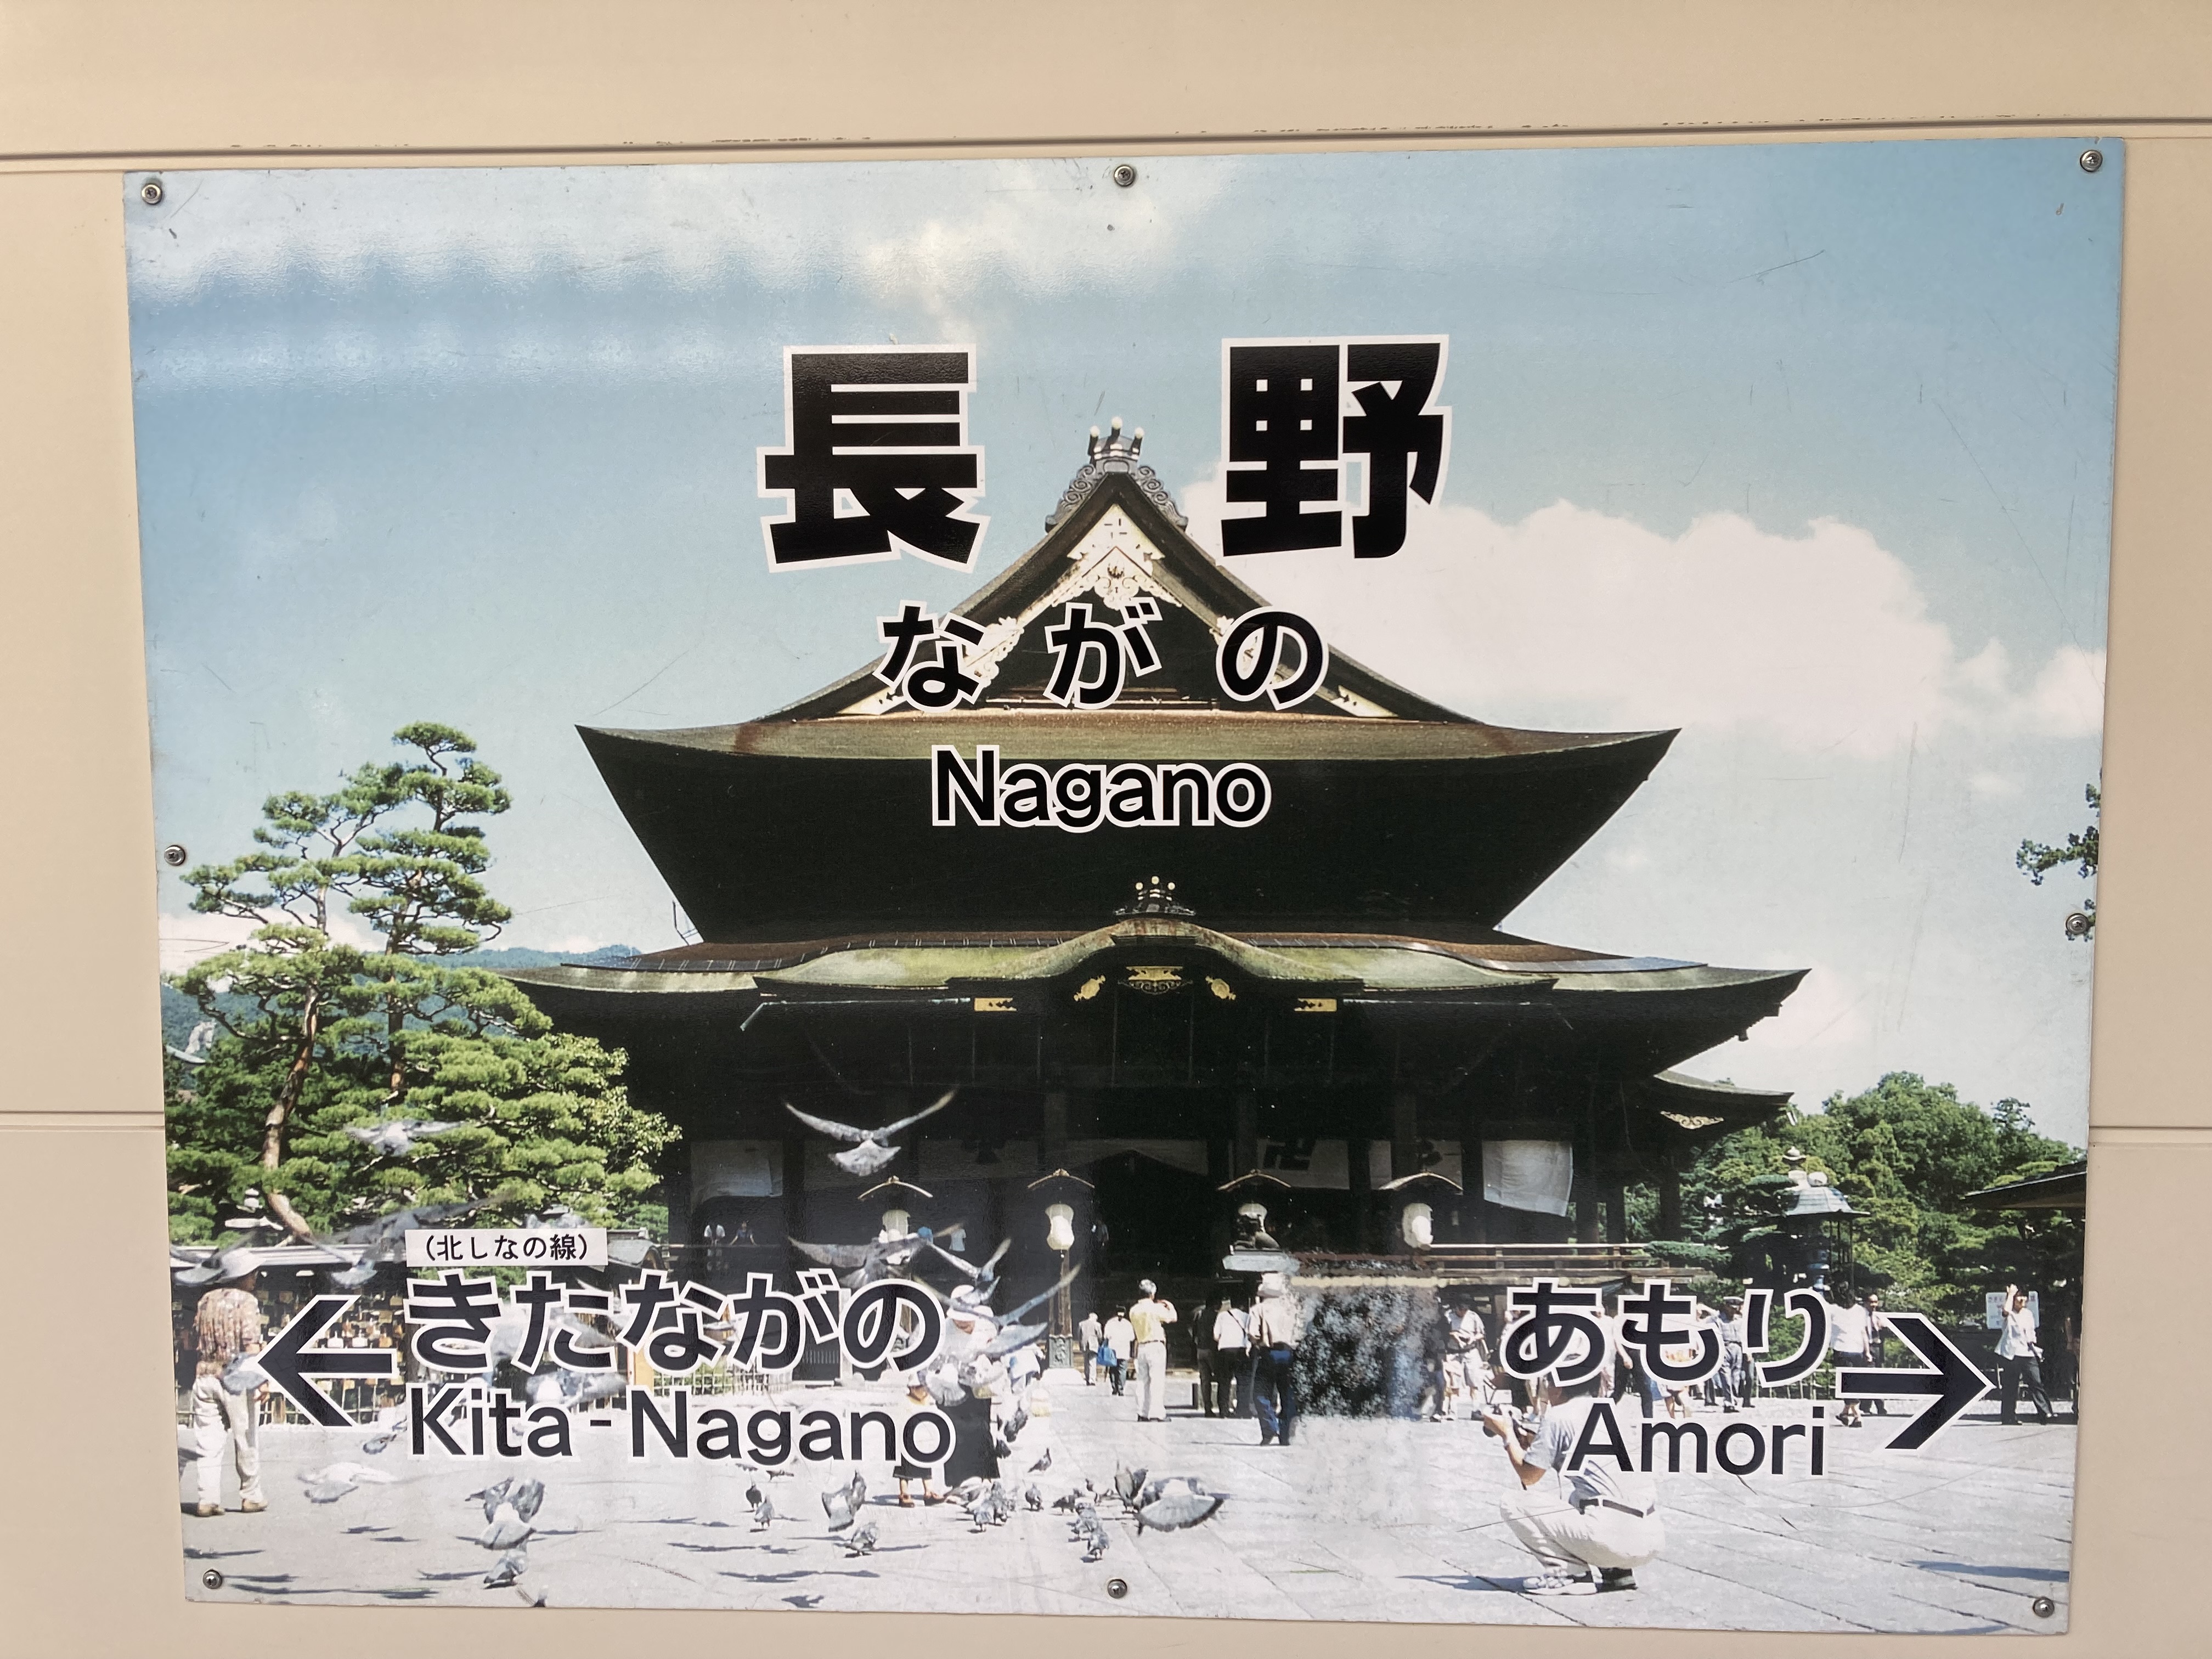 長野
ながの
Nagano
(北しなの線)
きたながの
Kita-Nagano
あもり
Amori